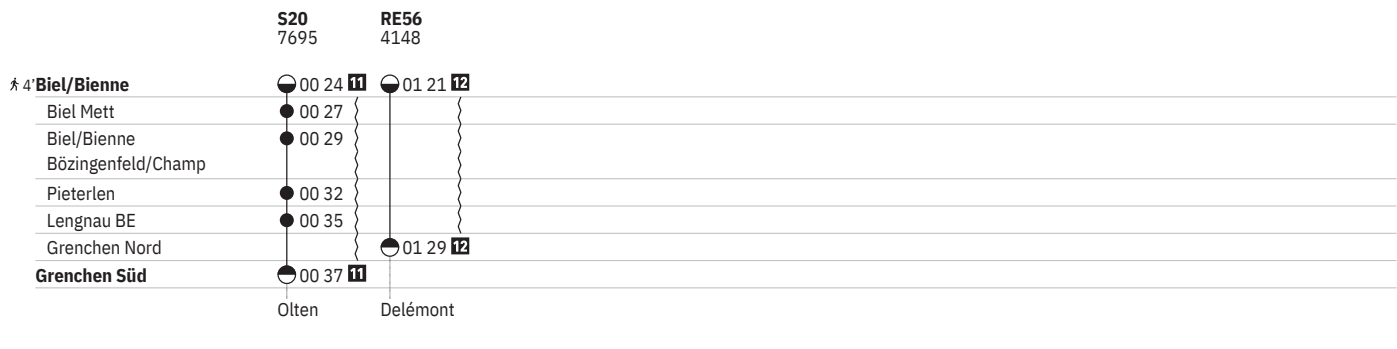 S20 RE56
7695 4148
4' Biel/Bienne 00 24 11 01 21 12
Biel Mett 00 27
Biel/Bienne 00 29
Bözingenfeld/Champ
Pieterlen 00 32
Lengnau BE 00 35
Grenchen Nord 01 29 12
Grenchen Süd 00 37 11
Olten Delémont